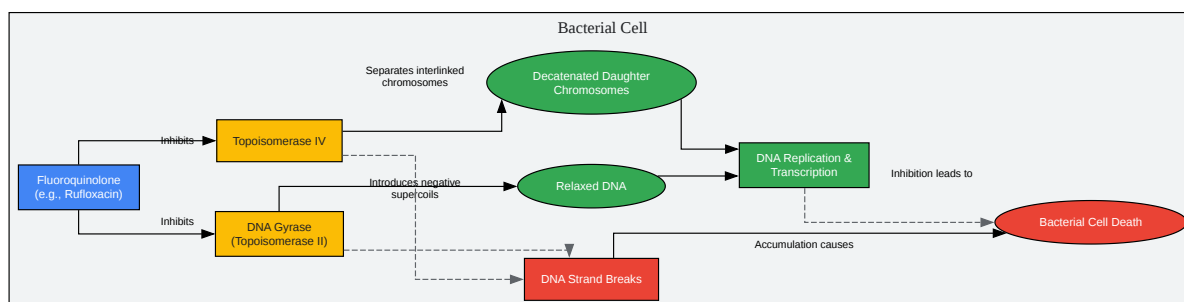 Bacterial Cell
Separates interlinked
chromosomes
Decatenated Daughter
Chromosomes
Inhibits
Topoisomerase IV
Fluoroquinolone
(e.g., Rufloxacin)
Introduces negative
supercoils
Relaxed DNA
DNA Replication &
Transcription
Inhibition leads to
Inhibits
DNA Gyrase
(Topoisomerase II)
Bacterial Cell Death
Accumulation causes
DNA Strand Breaks